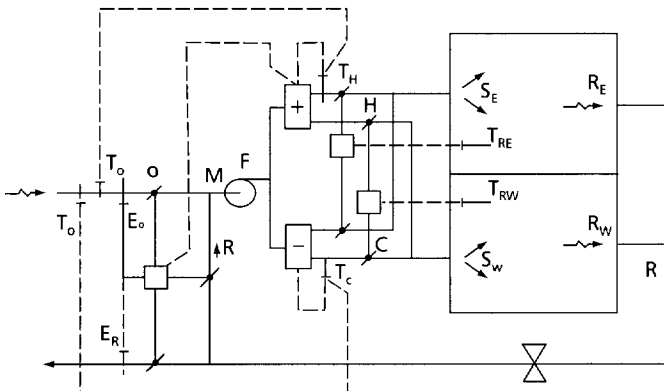 T_H
S_E
R_E
H
F
T_RE
T_o
o
M
T_RW
T_o
E_o
R
C
T_c
S_w
R_W
R
E_R
+
−